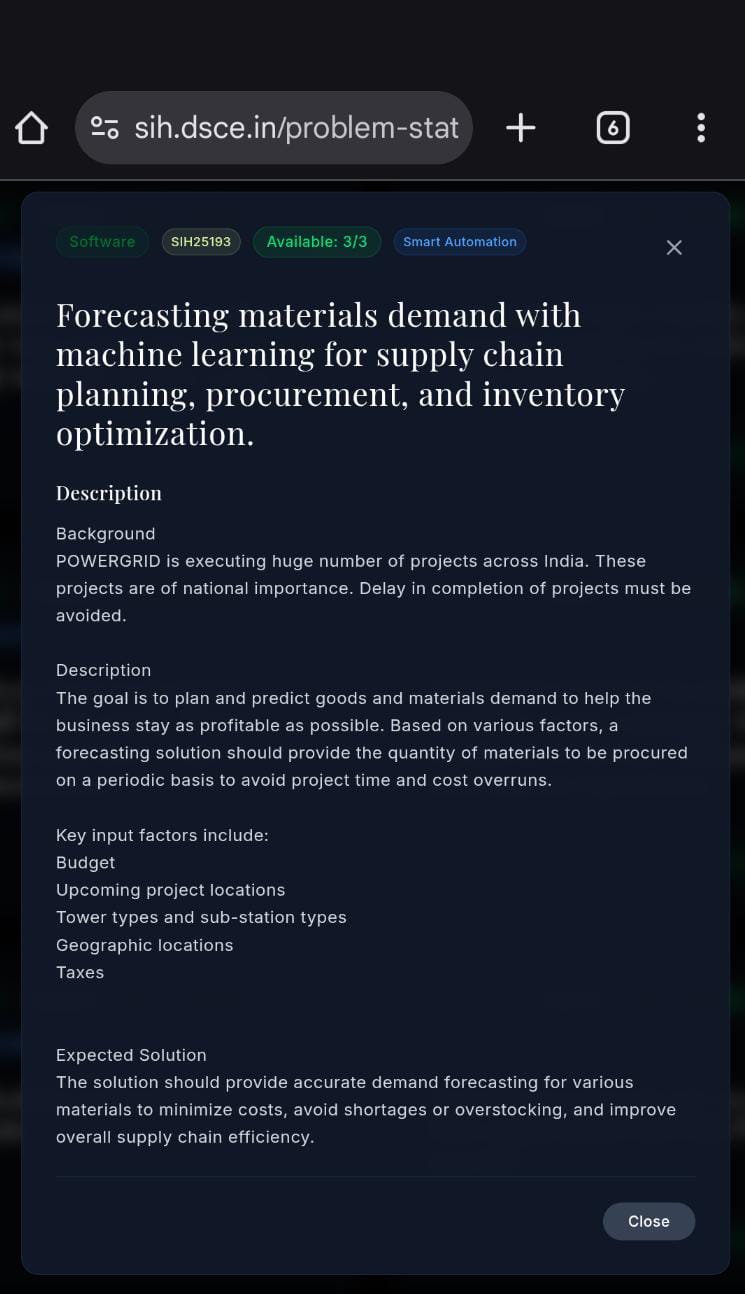 sih.dsce.in/problem-stat
6
Software
SIH25193
Available: 3/3
Smart Automation
Forecasting materials demand with
machine learning for supply chain
planning, procurement, and inventory
optimization.
Description
Background
POWERGRID is executing huge number of projects across India. These
projects are of national importance. Delay in completion of projects must be
avoided.
Description
The goal is to plan and predict goods and materials demand to help the
business stay as profitable as possible. Based on various factors, a
forecasting solution should provide the quantity of materials to be procured
on a periodic basis to avoid project time and cost overruns.
Key input factors include:
Budget
Upcoming project locations
Tower types and sub-station types
Geographic locations
Taxes
Expected Solution
The solution should provide accurate demand forecasting for various
materials to minimize costs, avoid shortages or overstocking, and improve
overall supply chain efficiency.
Close